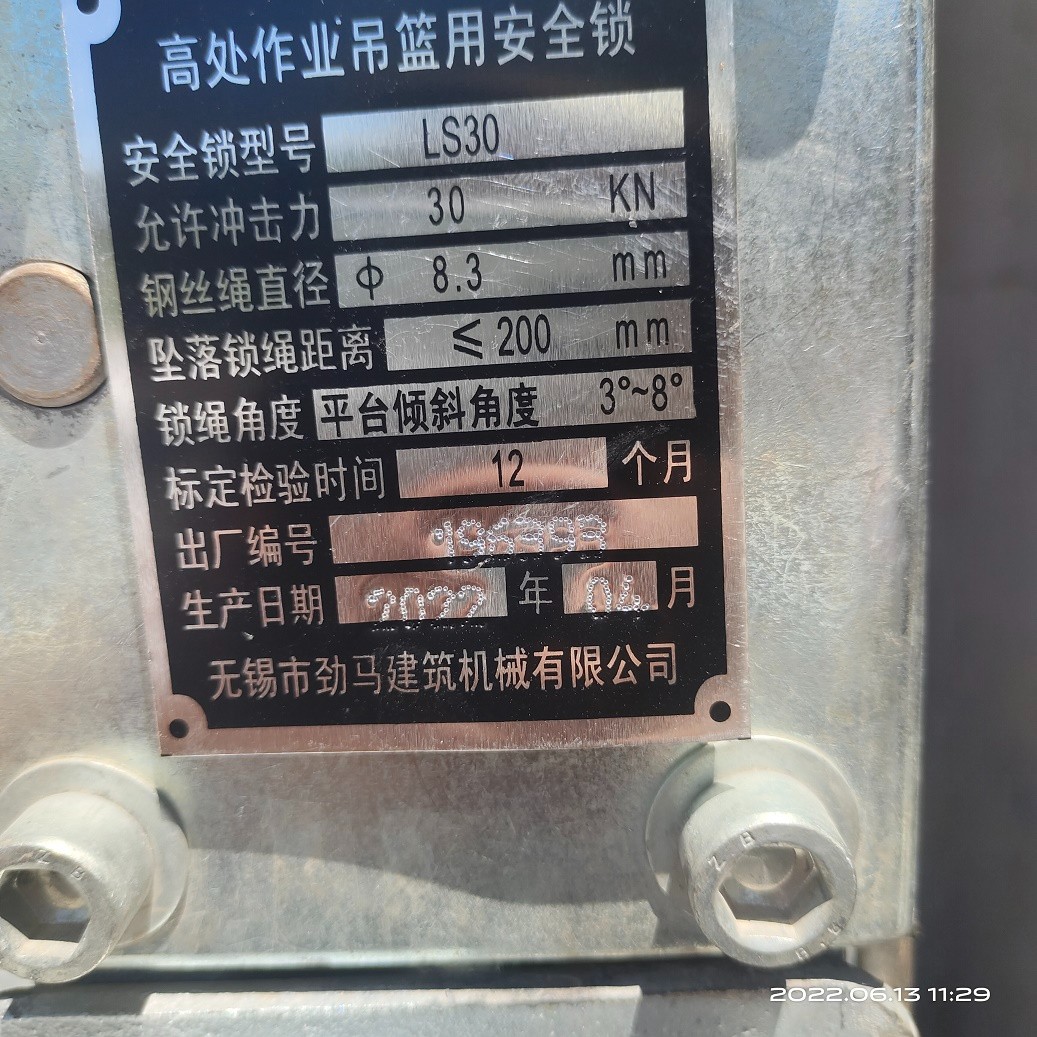 高处作业吊篮用安全锁
安全锁型号 LS30
允许冲击力 30 KN
钢丝绳直径 Φ 8.3 mm
坠落锁绳距离 ≤200 mm
锁绳角度 平台倾斜角度 3°~8°
标定检验时间 12 个月
出厂编号
生产日期 2022 年 04 月
无锡市劲马建筑机械有限公司
Z B
Z B
2022.06.13 11:29